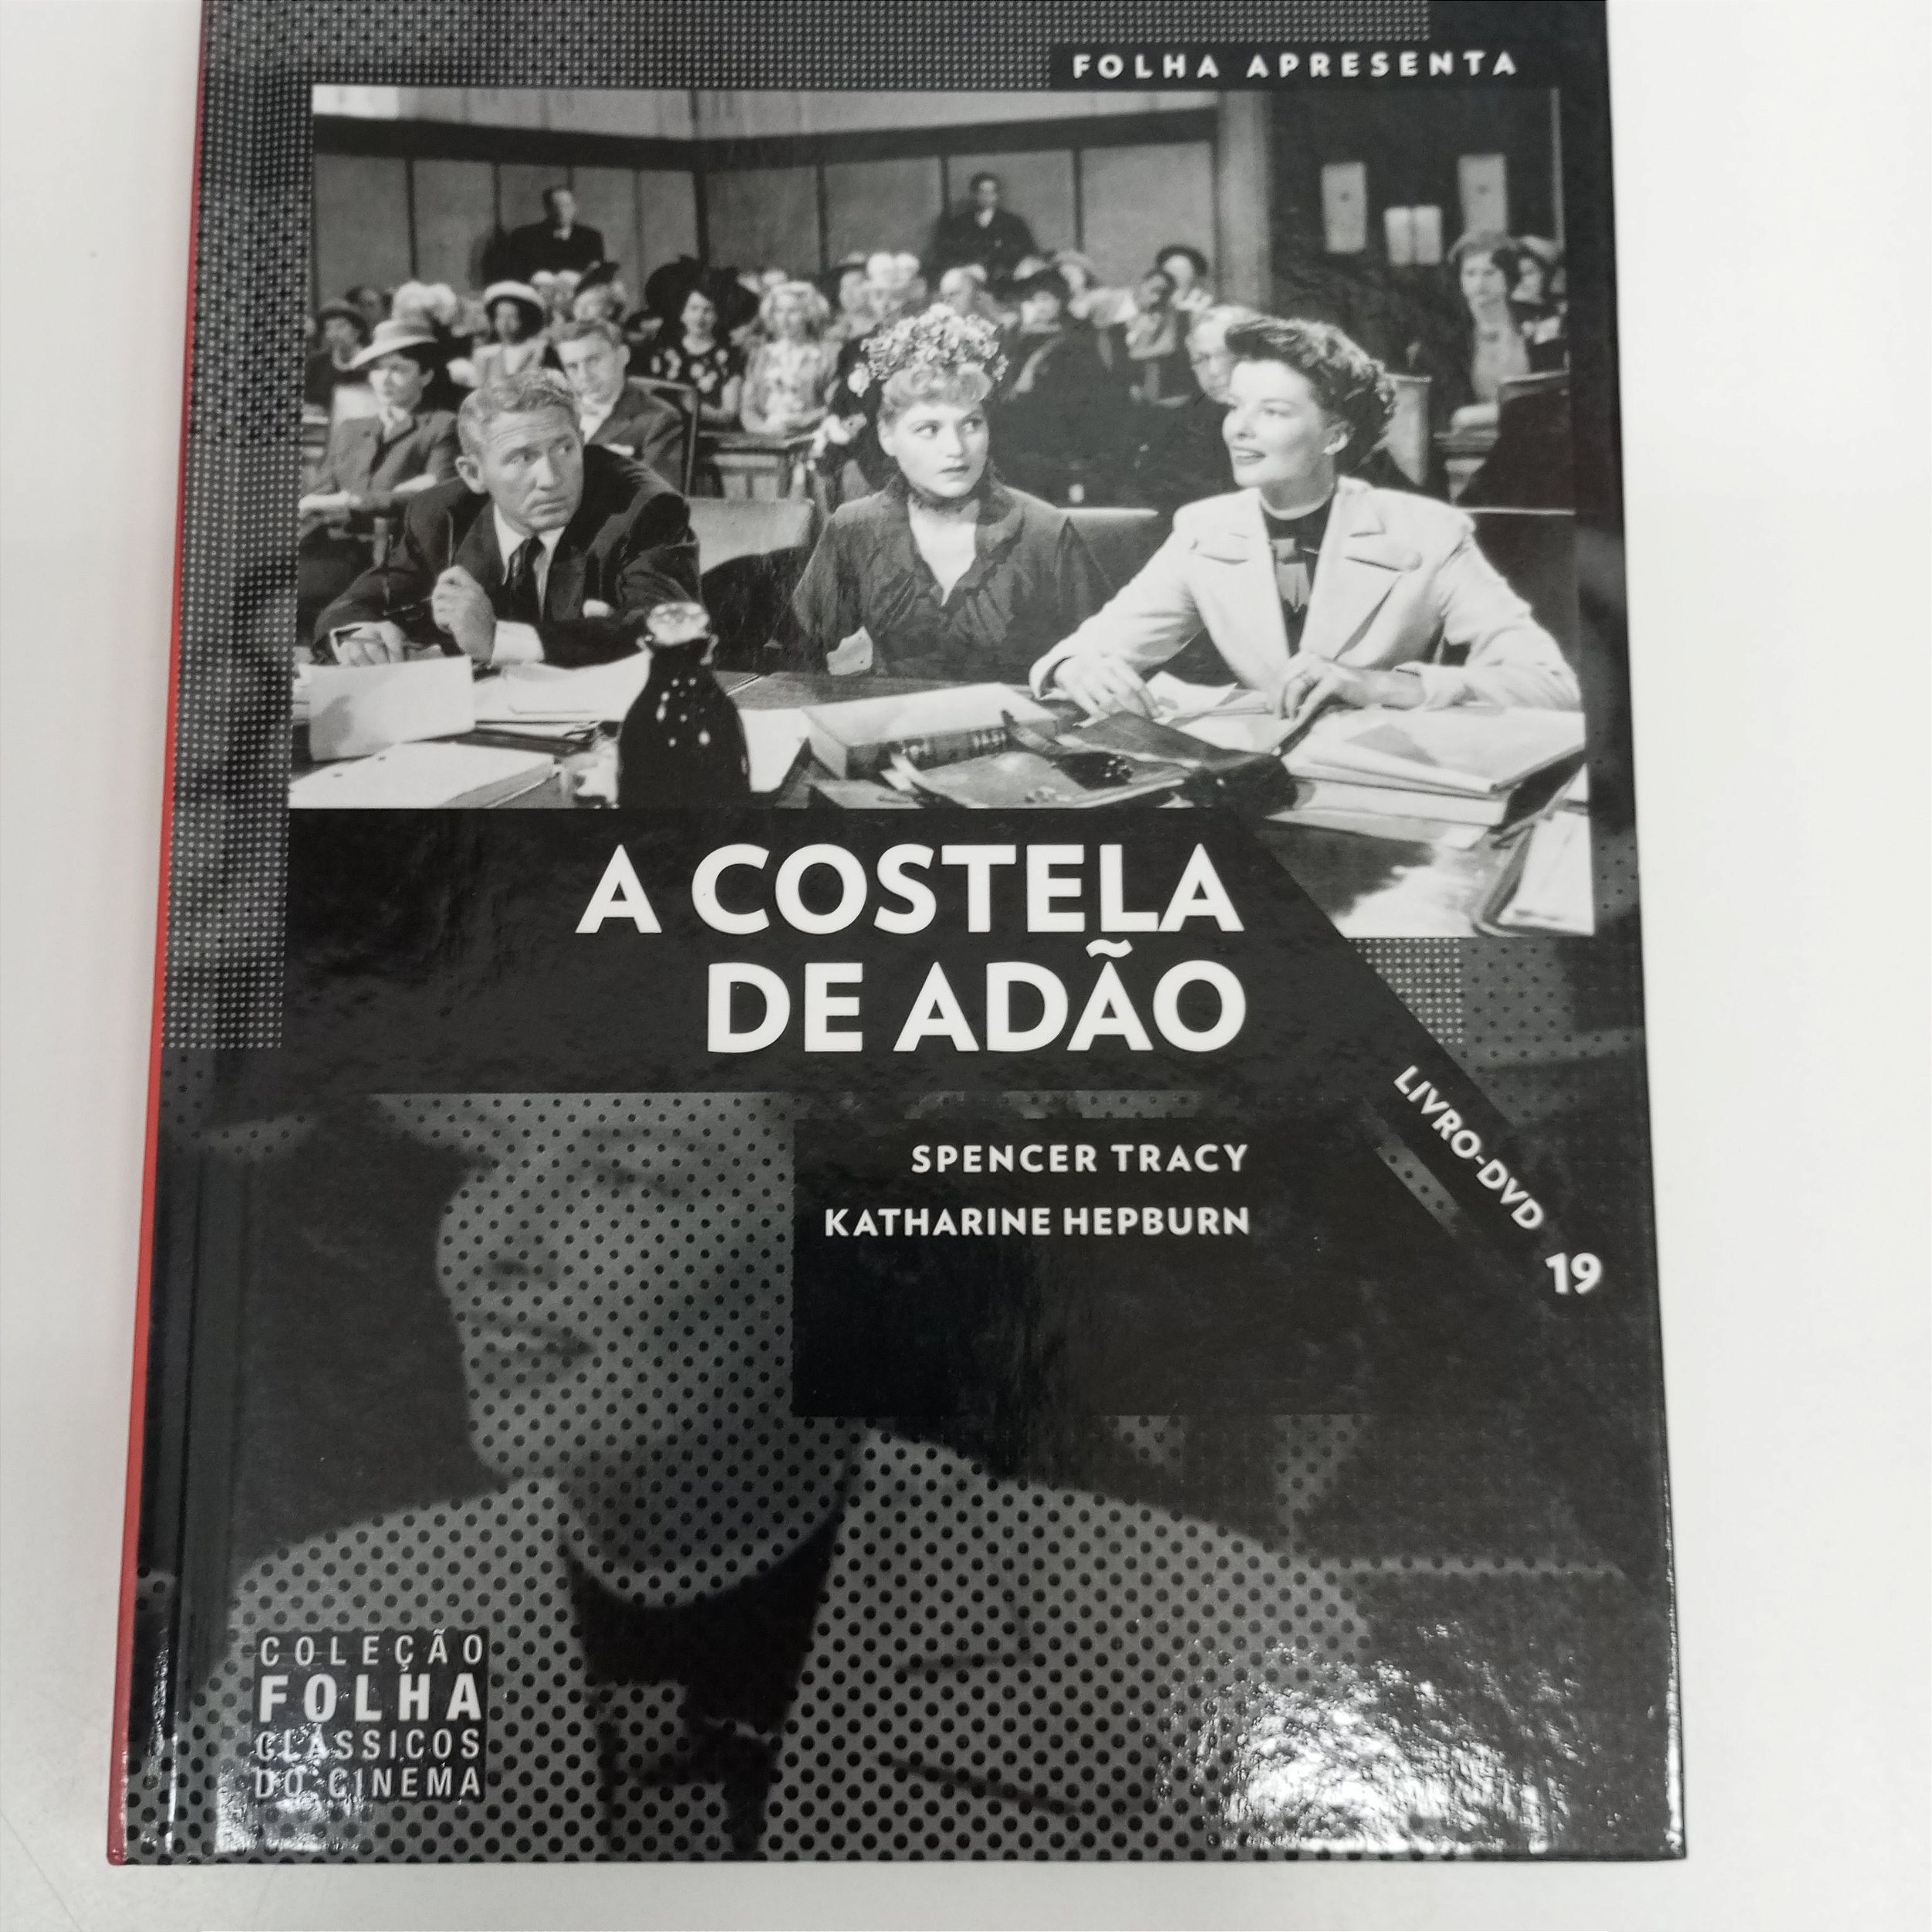 FOLHA APRESENTA
A COSTELA
DE ADÃO
SPENCER TRACY
KATHARINE HEPBURN
LIVRO-DVD
19
COLEÇÃO
FOLHA
CLÁSSICOS
DO CINEMA